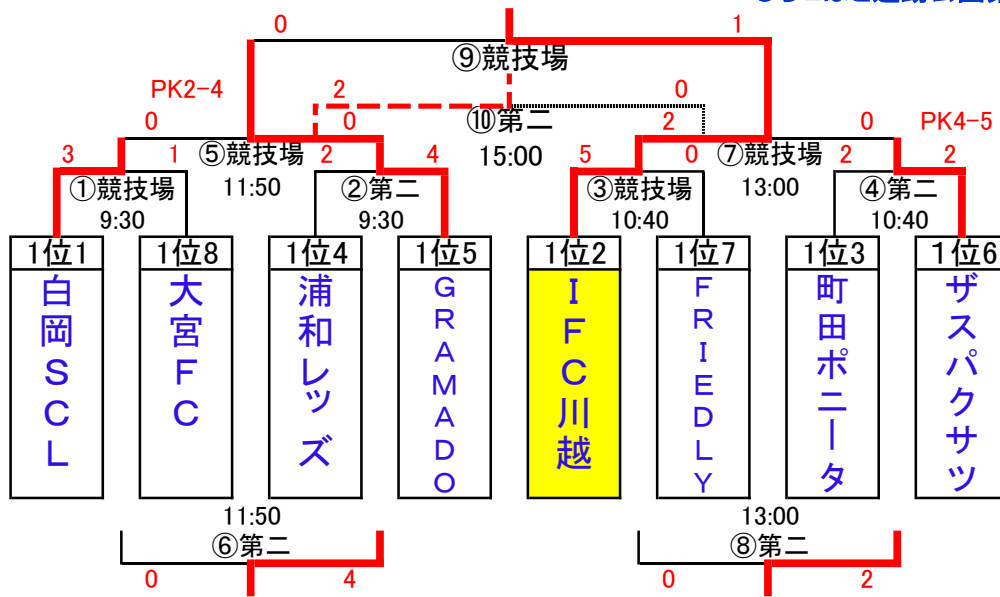 0 1
⑨競技場
PK2-4 2 0
⑩第二
15:00
0 0 2 0 PK4-5
3 1 ⑤競技場 2 4 5 0 ⑦競技場 2 2
11:50 13:00
①競技場 ②第二 ③競技場 ④第二
9:30 9:30 10:40 10:40
1位1 1位8 1位4 1位5 1位2 1位7 1位3 1位6
白岡SCL
大宮FC
浦和レッズ
GRAMADO
IFC川越
FRIEDLY
町田ポニータ
ザスパクサツ
11:50 13:00
⑥第二 ⑧第二
0 4 0 2